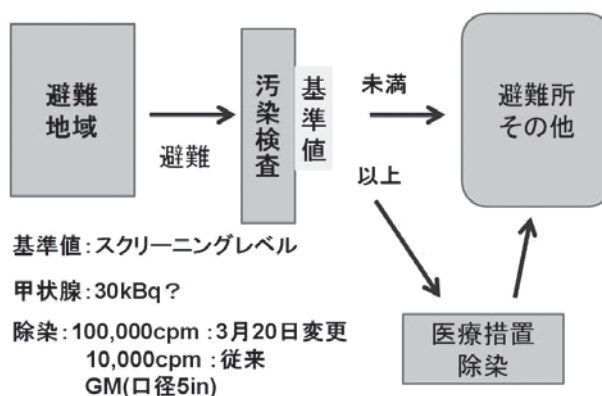 避難
地域
避難
汚染検査
基準値
未満
以上
避難所
その他
医療措置
除染
基準値：スクリーニングレベル
甲状腺：30kBq？
除染：100,000cpm：3月20日変更
10,000cpm：従来
GM(口径5in)